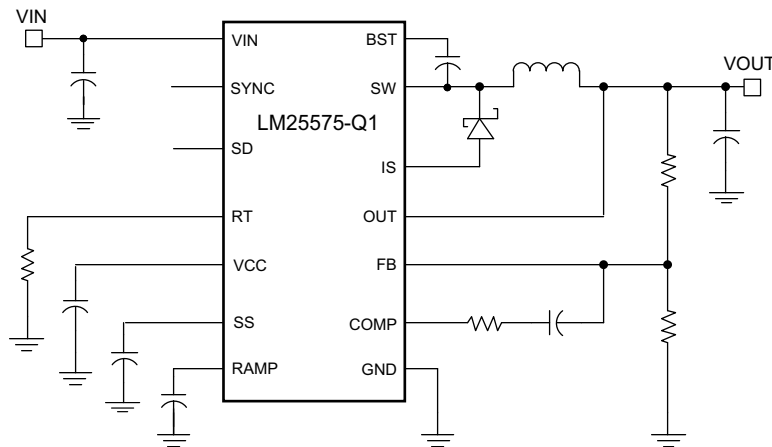 VIN
VIN
BST
VOUT
SYNC
SW
LM25575-Q1
SD
IS
RT
OUT
VCC
FB
SS
COMP
RAMP
GND